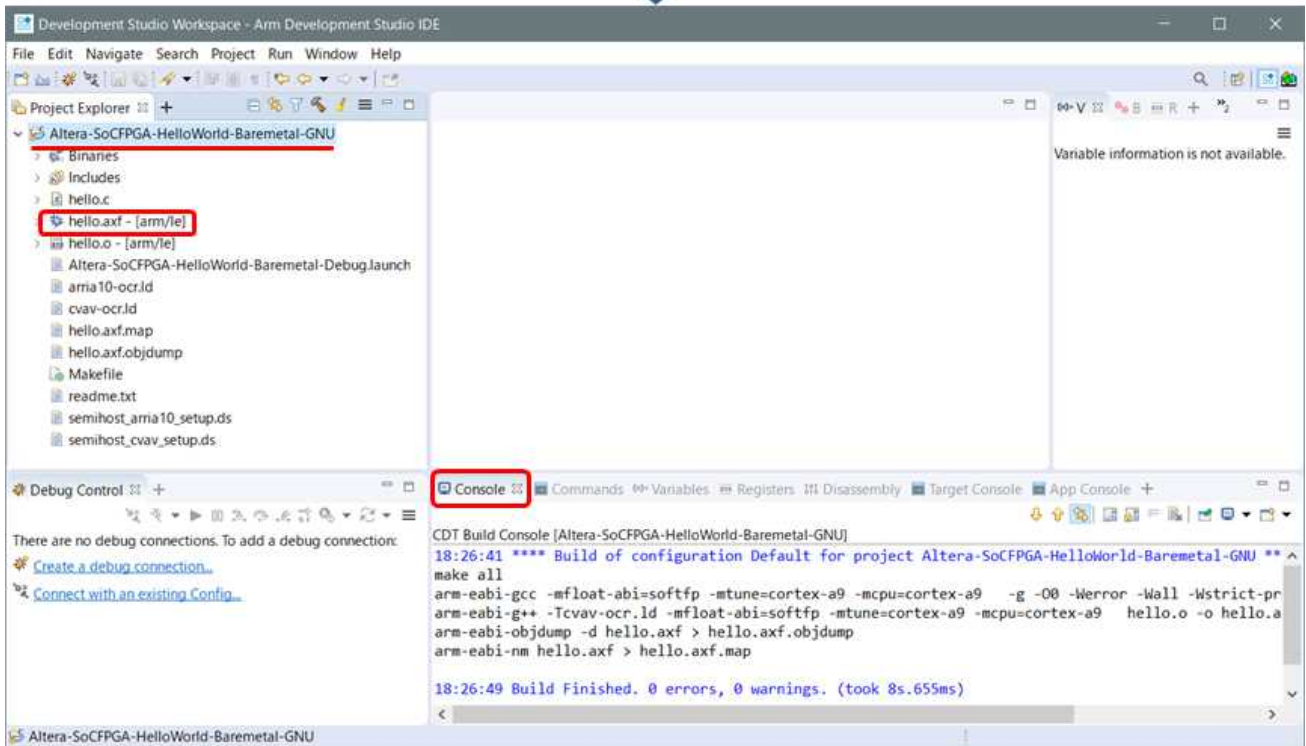 Development Studio Workspace - Arm Development Studio IDE
File Edit Navigate Search Project Run Window Help
Project Explorer
Altera-SoCFPGA-HelloWorld-Baremetal-GNU
Binaries
Includes
hello.c
hello.axf - [arm/le]
hello.o - [arm/le]
Altera-SoCFPGA-HelloWorld-Baremetal-Debug.launch
arria10-ocr.ld
cvav-ocr.ld
hello.axf.map
hello.axf.objdump
Makefile
readme.txt
semihost_arria10_setup.ds
semihost_cvav_setup.ds
V B R
Variable information is not available.
Debug Control
There are no debug connections. To add a debug connection:
Create a debug connection...
Connect with an existing Config...
Console Commands Variables Registers Disassembly Target Console App Console
CDT Build Console [Altera-SoCFPGA-HelloWorld-Baremetal-GNU]
18:26:41 **** Build of configuration Default for project Altera-SoCFPGA-HelloWorld-Baremetal-GNU **
make all
arm-eabi-gcc -mfloat-abi=softfp -mtune=cortex-a9 -mcpu=cortex-a9 -g -O0 -Werror -Wall -Wstrict-pr
arm-eabi-g++ -Tcvav-ocr.ld -mfloat-abi=softfp -mtune=cortex-a9 -mcpu=cortex-a9 hello.o -o hello.a
arm-eabi-objdump -d hello.axf > hello.axf.objdump
arm-eabi-nm hello.axf > hello.axf.map
18:26:49 Build Finished. 0 errors, 0 warnings. (took 8s.655ms)
Altera-SoCFPGA-HelloWorld-Baremetal-GNU